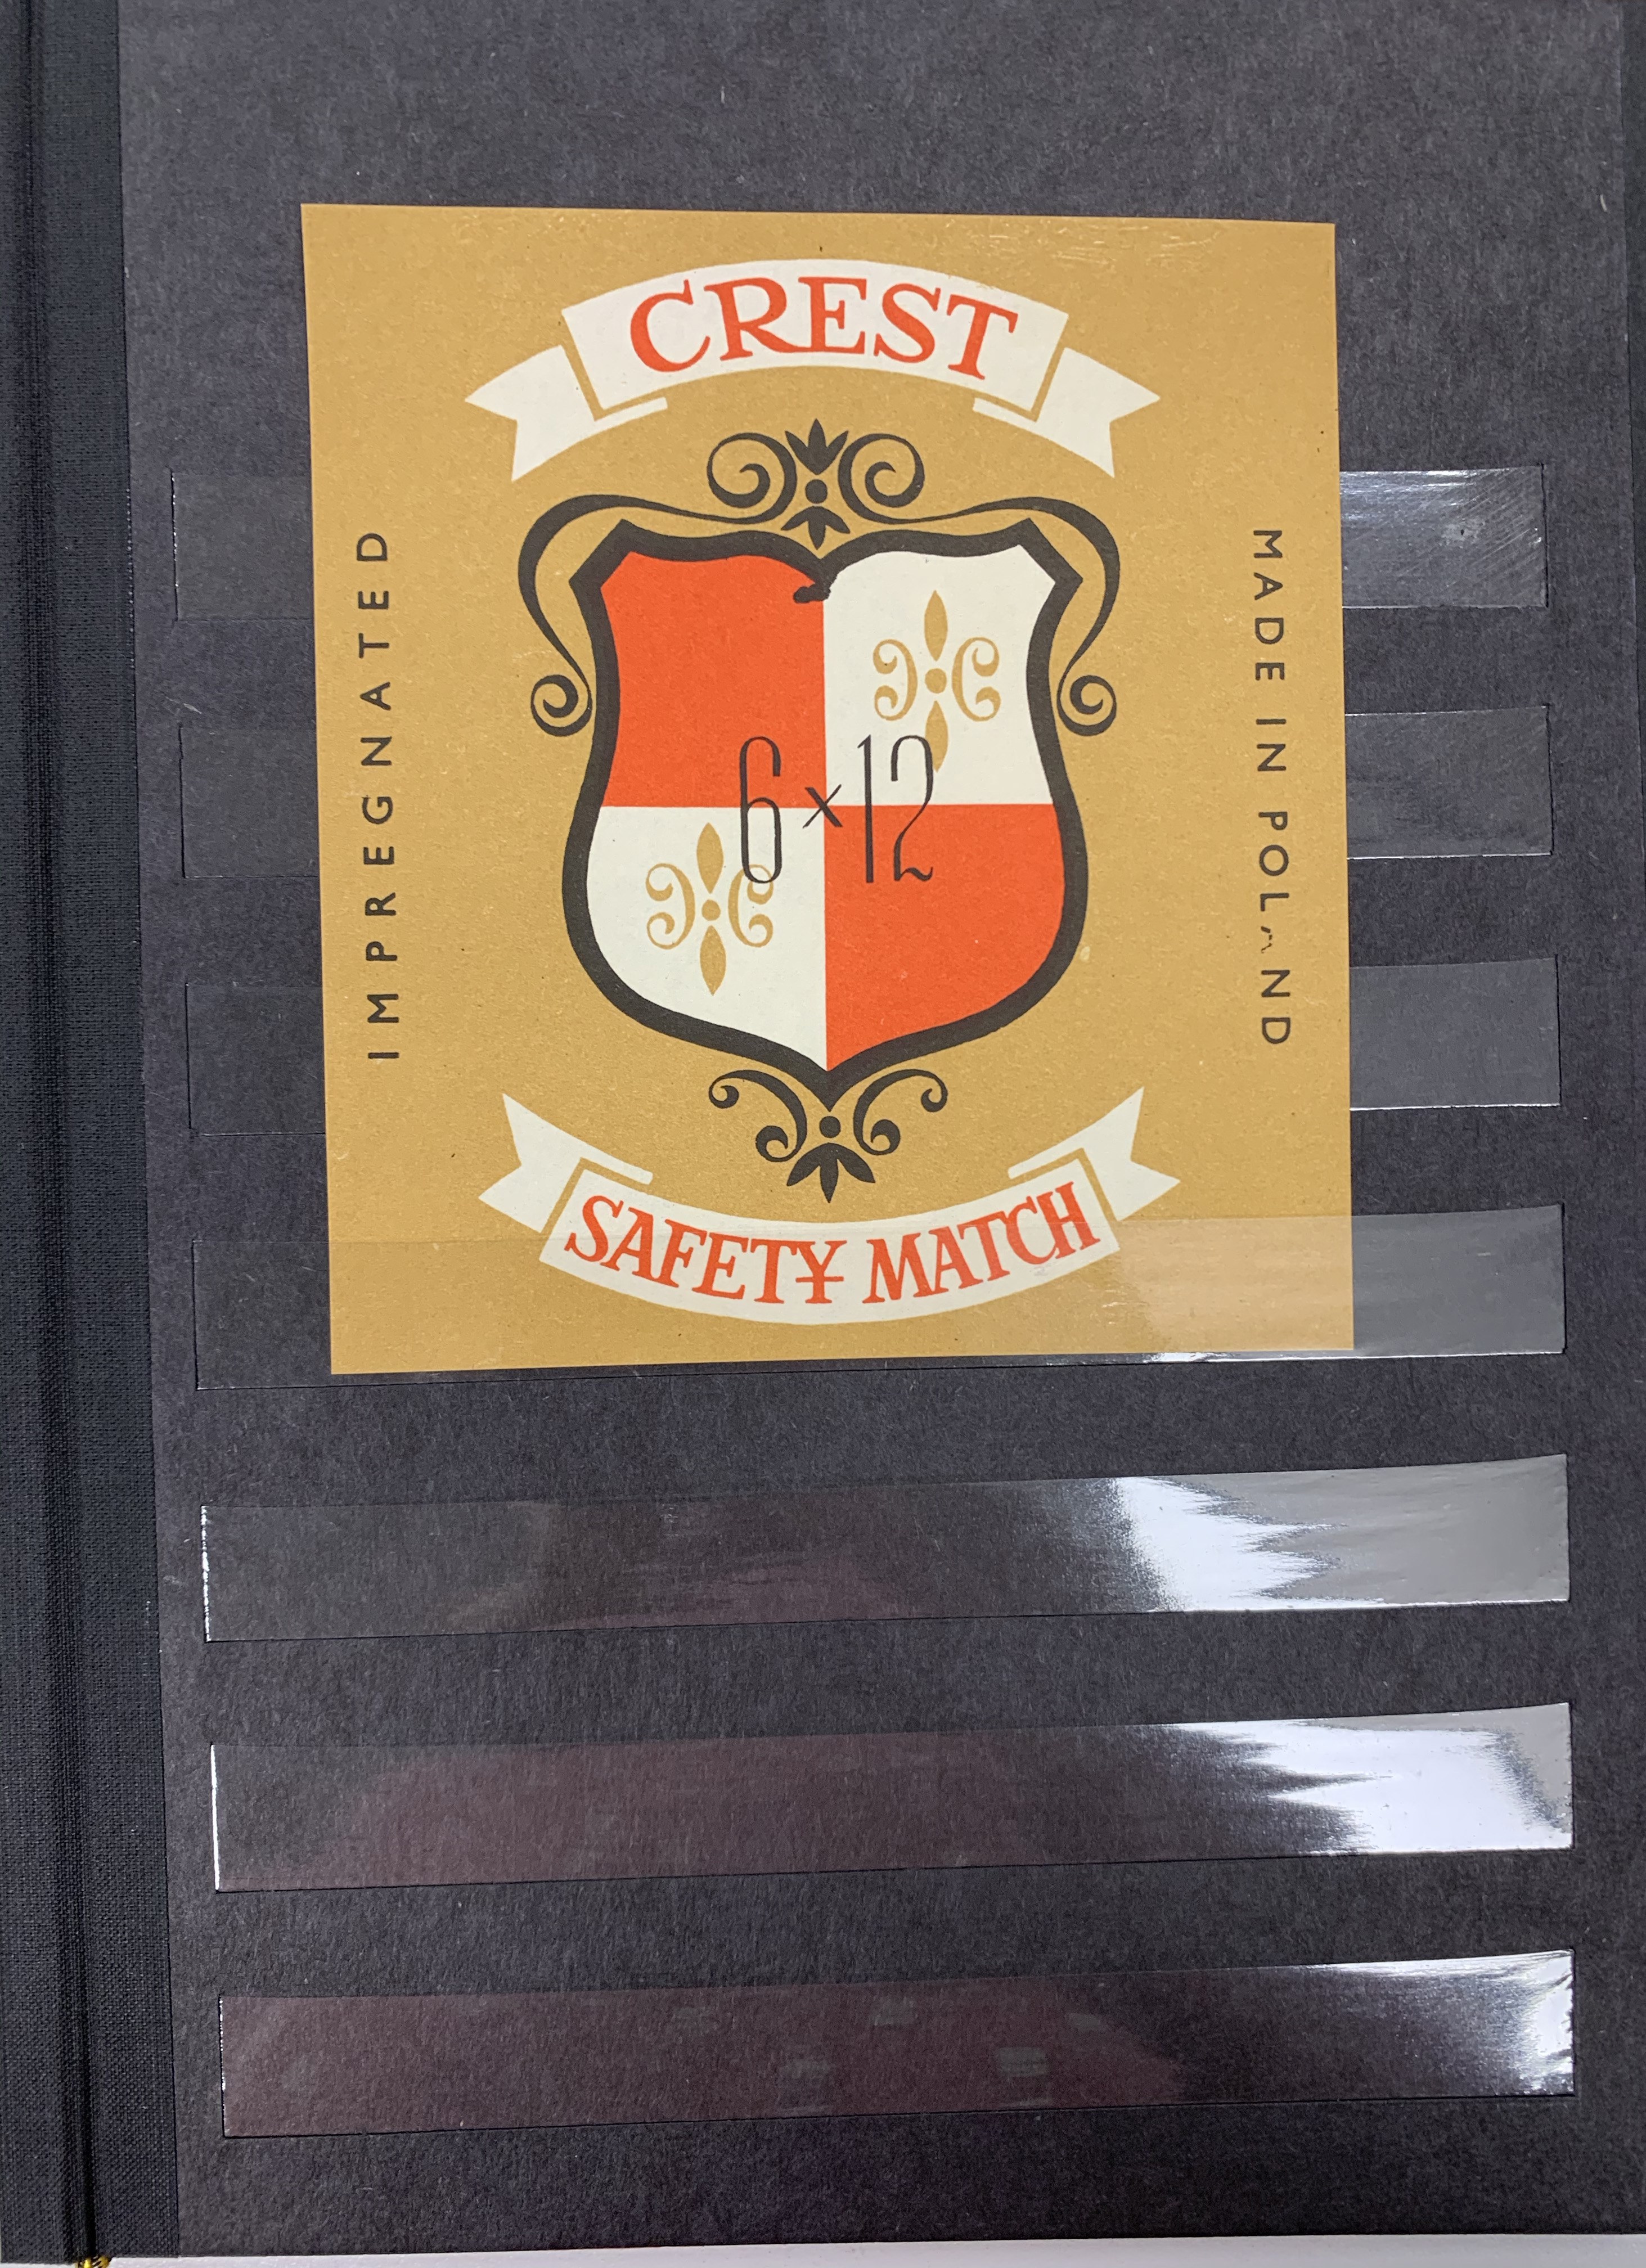 CREST
IMPREGNATED
6×12
MADE IN POLAND
SAFETY MATCH